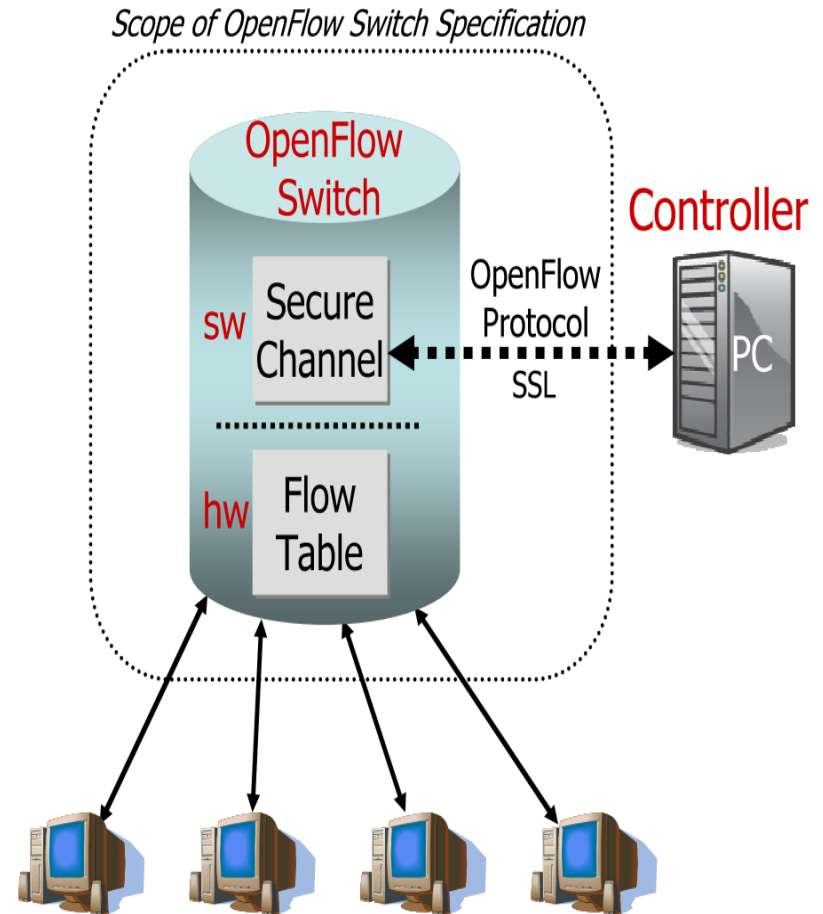 Scope of OpenFlow Switch Specification
OpenFlow
Switch
Controller
sw
Secure
Channel
OpenFlow
Protocol
SSL
PC
hw
Flow
Table